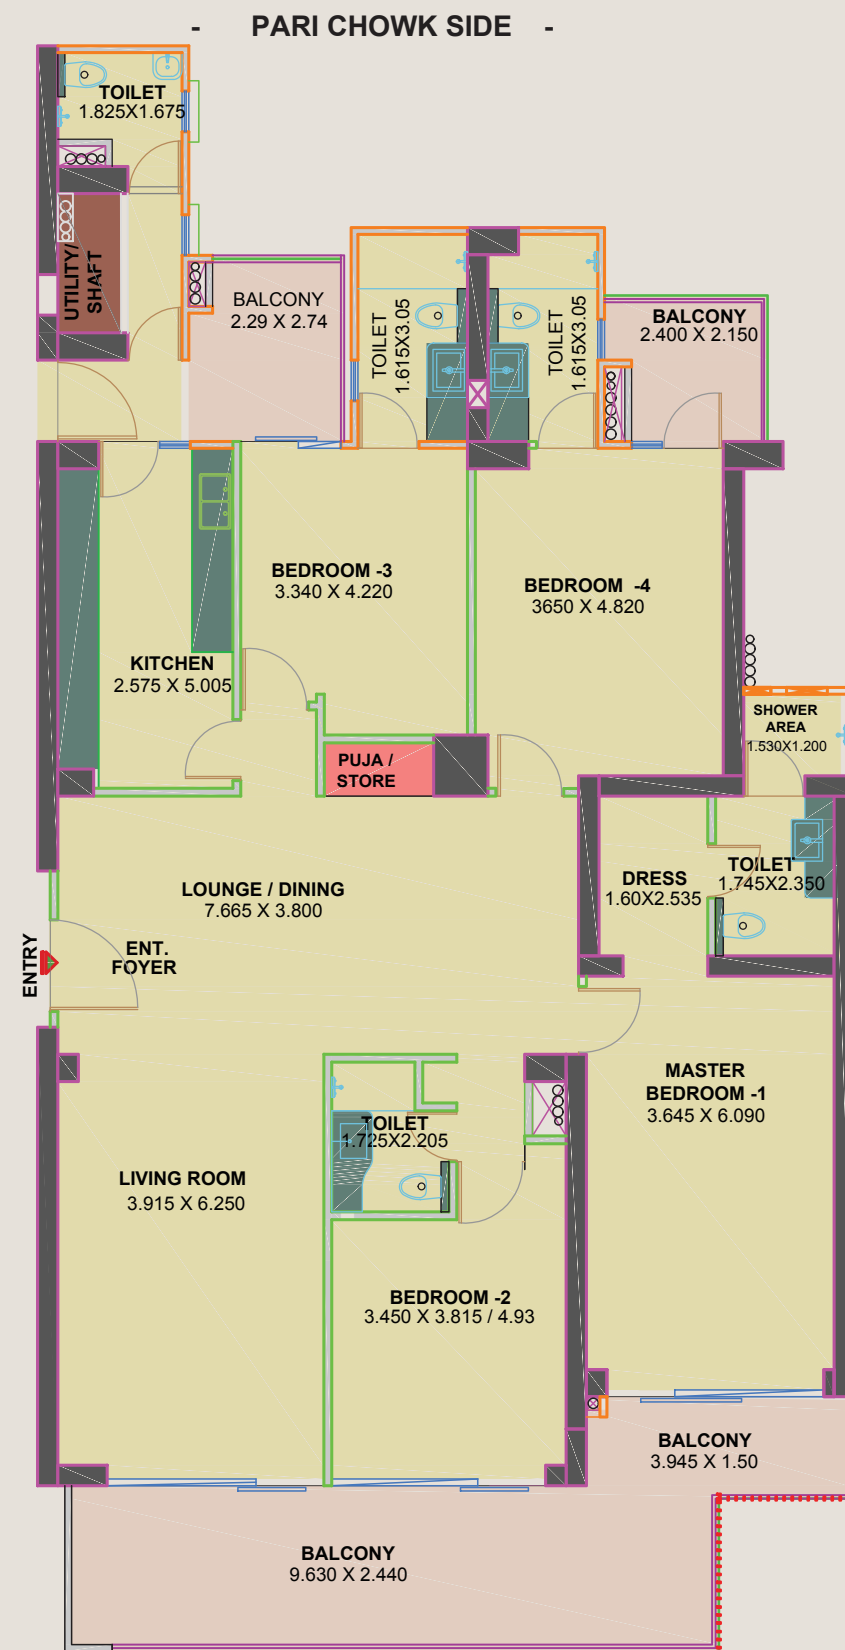 - PARI CHOWK SIDE -
TOILET
1.825X1.675
UTILITY/
SHAFT
BALCONY
2.29 X 2.74
TOILET
1.615X3.05
TOILET
1.615X3.05
BALCONY
2.400 X 2.150
BEDROOM -3
3.340 X 4.220
BEDROOM -4
3650 X 4.820
KITCHEN
2.575 X 5.005
SHOWER
AREA
1.530X1.200
PUJA /
STORE
LOUNGE / DINING
7.665 X 3.800
DRESS
1.60X2.535
TOILET
1.745X2.350
ENTRY
ENT.
FOYER
MASTER
BEDROOM -1
3.645 X 6.090
TOILET
1.725X2.205
LIVING ROOM
3.915 X 6.250
BEDROOM -2
3.450 X 3.815 / 4.93
BALCONY
3.945 X 1.50
BALCONY
9.630 X 2.440